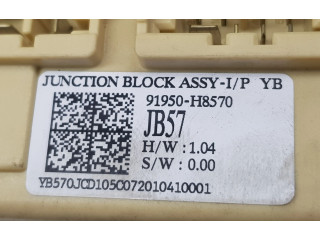 JUNCTION BLOCK ASSY-I/P YB
91950-H8570
JB57
H/W : 1.04
S/W : 0.00
YB570JCD105C072010410001